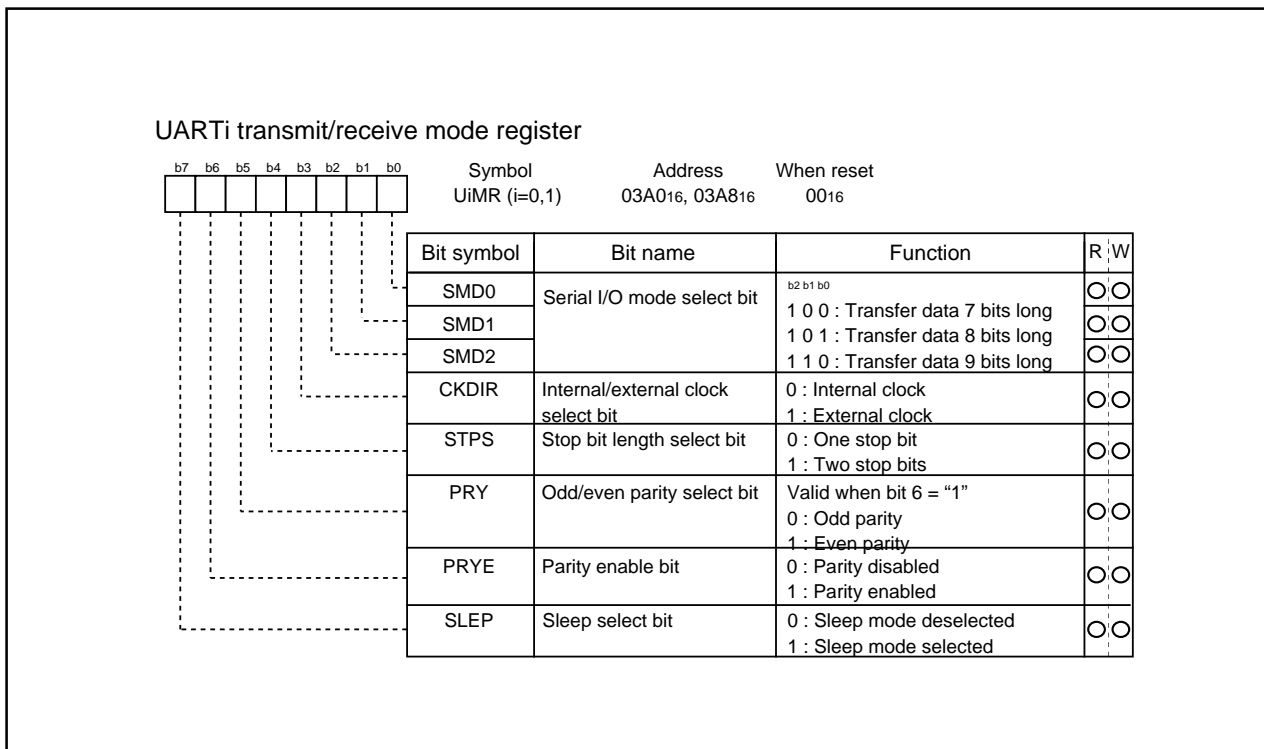 UARTi transmit/receive mode register
b7 b6 b5 b4 b3 b2 b1 b0
Symbol Address When reset
UiMR (i=0,1) 03A016, 03A816 0016
Bit symbol Bit name Function R W
SMD0 Serial I/O mode select bit b2 b1 b0
1 0 0 : Transfer data 7 bits long
SMD1 1 0 1 : Transfer data 8 bits long
SMD2 1 1 0 : Transfer data 9 bits long
CKDIR Internal/external clock 0 : Internal clock
select bit 1 : External clock
STPS Stop bit length select bit 0 : One stop bit
1 : Two stop bits
PRY Odd/even parity select bit Valid when bit 6 = “1”
0 : Odd parity
1 : Even parity
PRYE Parity enable bit 0 : Parity disabled
1 : Parity enabled
SLEP Sleep select bit 0 : Sleep mode deselected
1 : Sleep mode selected